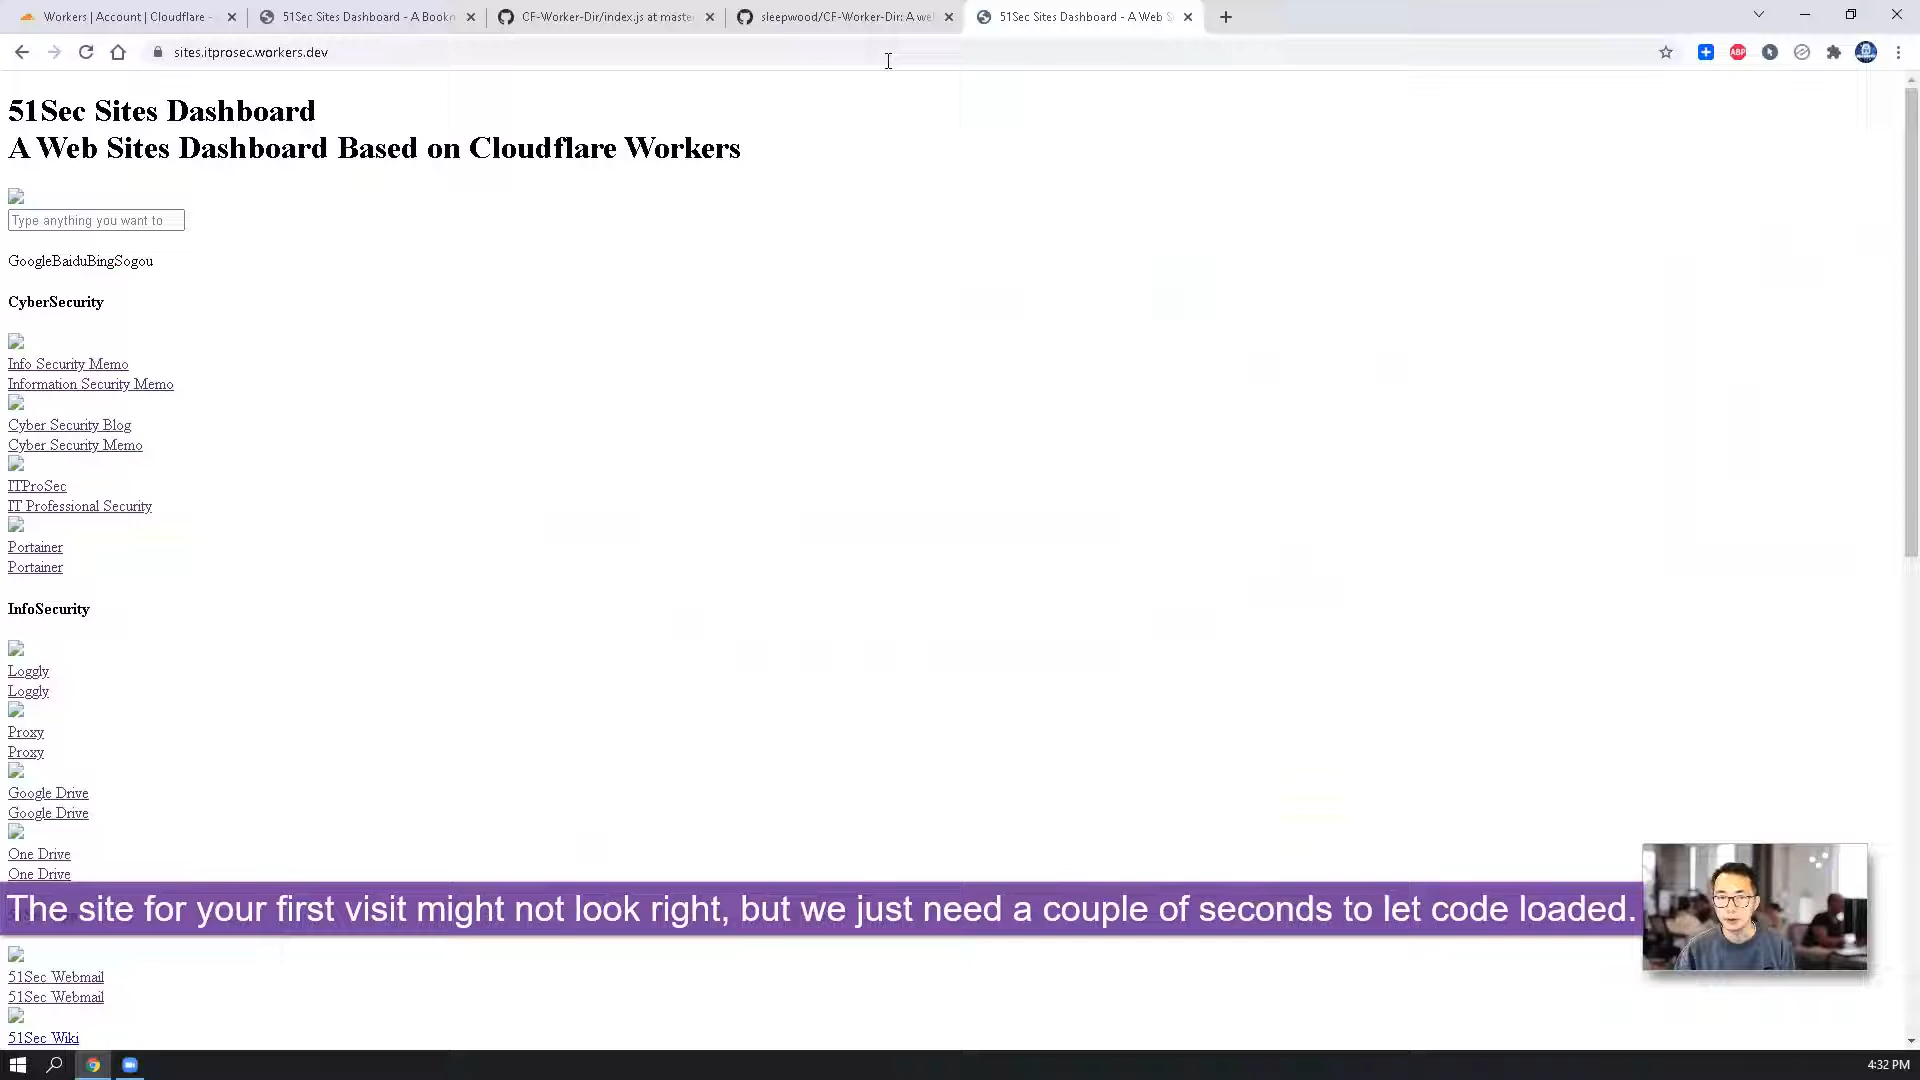 Workers | Account | Cloudflare -
51Sec Sites Dashboard - A Bookn
CF-Worker-Dir/index.js at maste
sleepwood/CF-Worker-Dir: A we
51Sec Sites Dashboard - A Web S
sites.itprosec.workers.dev
ABP
51Sec Sites Dashboard
A Web Sites Dashboard Based on Cloudflare Workers
Type anything you want to
GoogleBaiduBingSogou
CyberSecurity
Info Security Memo
Information Security Memo
Cyber Security Blog
Cyber Security Memo
ITProSec
IT Professional Security
Portainer
Portainer
InfoSecurity
Loggly
Loggly
Proxy
Proxy
Google Drive
Google Drive
One Drive
One Drive
The site for your first visit might not look right, but we just need a couple of seconds to let code loaded.
51Sec Webmail
51Sec Webmail
51Sec Wiki
4:32 PM